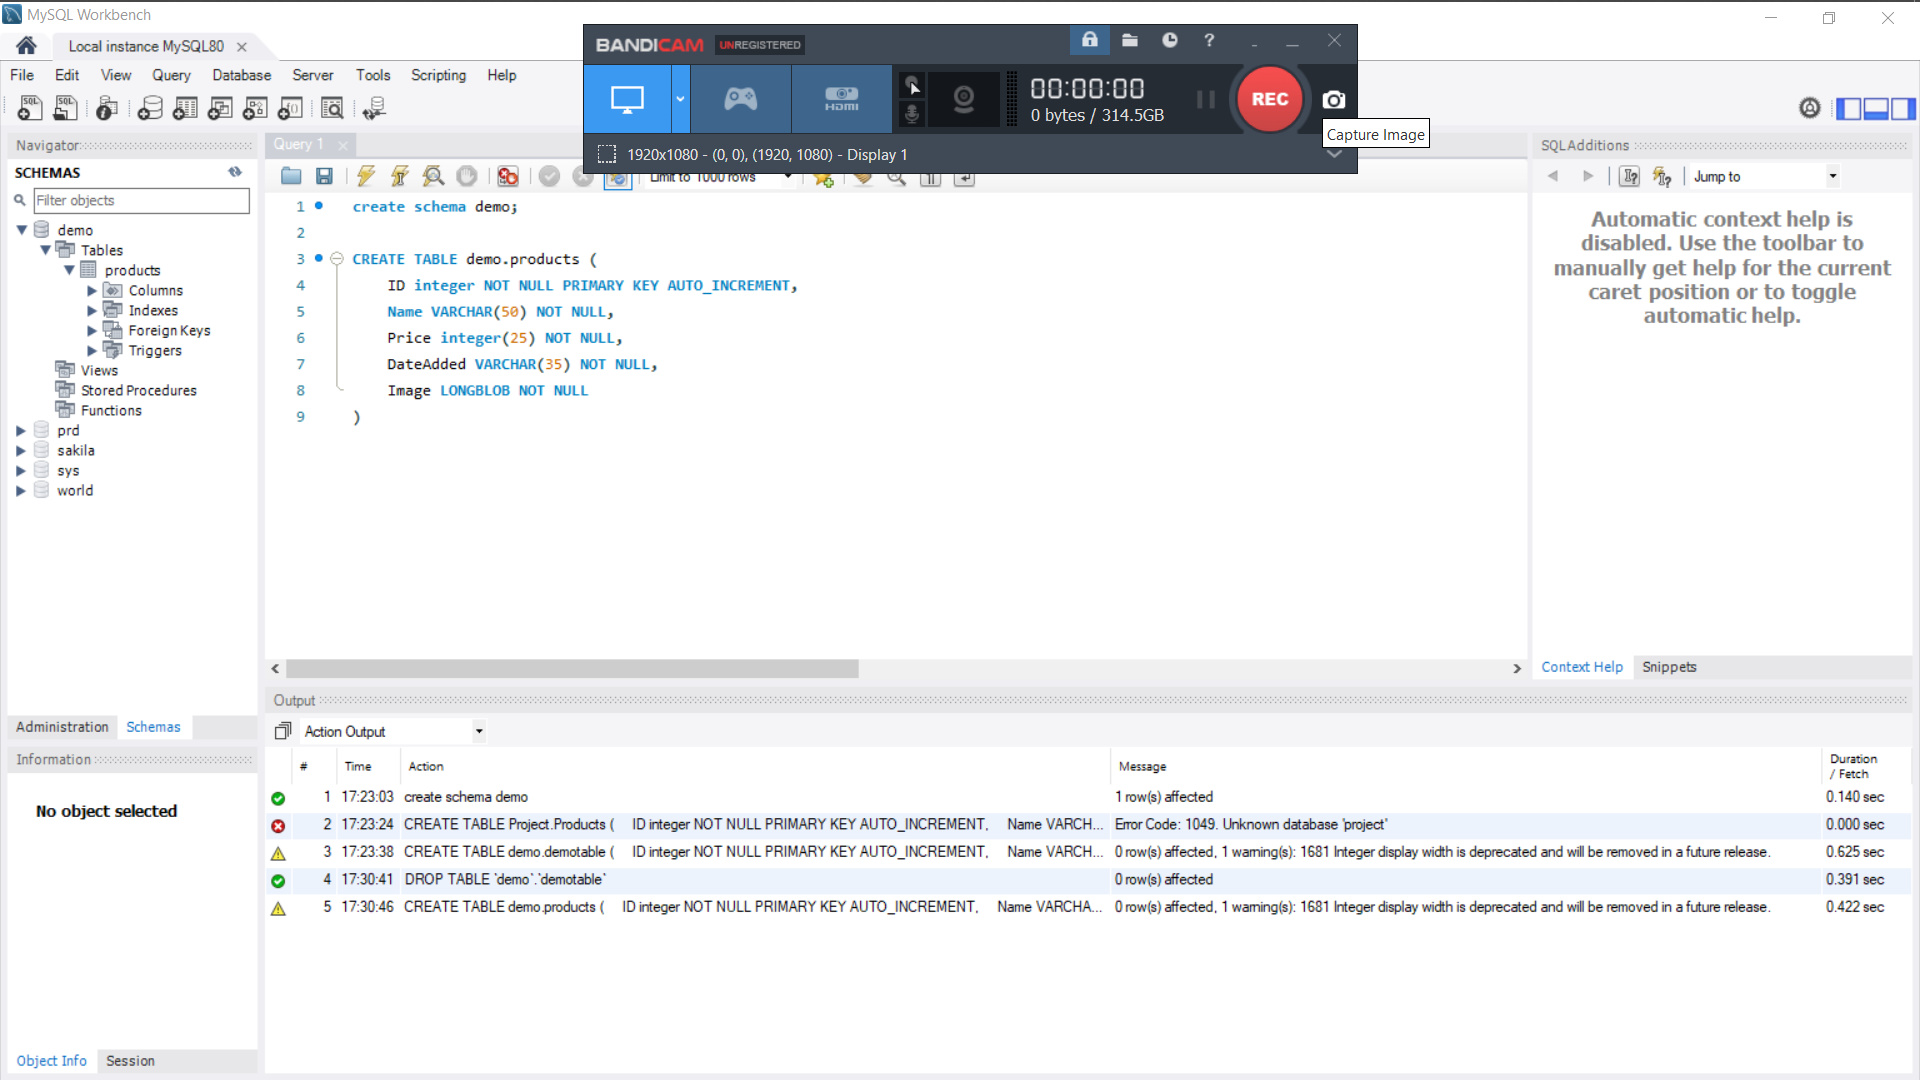 MySQL Workbench
Local instance MySQL80
File Edit View Query Database Server Tools Scripting Help
BANDICAM UNREGISTERED
?
HDMI
00:00:00
0 bytes / 314.5GB
REC
Capture Image
1920x1080 - (0, 0), (1920, 1080) - Display 1
Navigator
SCHEMAS
Filter objects
demo
Tables
products
Columns
Indexes
Foreign Keys
Triggers
Views
Stored Procedures
Functions
prd
sakila
sys
world
Administration Schemas
Information
No object selected
Object Info Session
Query 1
Limit to 1000 rows
1 create schema demo;
2
3 CREATE TABLE demo.products (
4 ID integer NOT NULL PRIMARY KEY AUTO_INCREMENT,
5 Name VARCHAR(50) NOT NULL,
6 Price integer(25) NOT NULL,
7 DateAdded VARCHAR(35) NOT NULL,
8 Image LONGBLOB NOT NULL
9 )
SQLAdditions
Jump to
Automatic context help is
disabled. Use the toolbar to
manually get help for the current
caret position or to toggle
automatic help.
Context Help Snippets
Output
Action Output
# Time Action Message Duration / Fetch
1 17:23:03 create schema demo 1 row(s) affected 0.140 sec
2 17:23:24 CREATE TABLE Project.Products ( ID integer NOT NULL PRIMARY KEY AUTO_INCREMENT, Name VARCH... Error Code: 1049. Unknown database 'project' 0.000 sec
3 17:23:38 CREATE TABLE demo.demotable ( ID integer NOT NULL PRIMARY KEY AUTO_INCREMENT, Name VARCH... 0 row(s) affected, 1 warning(s): 1681 Integer display width is deprecated and will be removed in a future release. 0.625 sec
4 17:30:41 DROP TABLE `demo`.`demotable` 0 row(s) affected 0.391 sec
5 17:30:46 CREATE TABLE demo.products ( ID integer NOT NULL PRIMARY KEY AUTO_INCREMENT, Name VARCHA... 0 row(s) affected, 1 warning(s): 1681 Integer display width is deprecated and will be removed in a future release. 0.422 sec